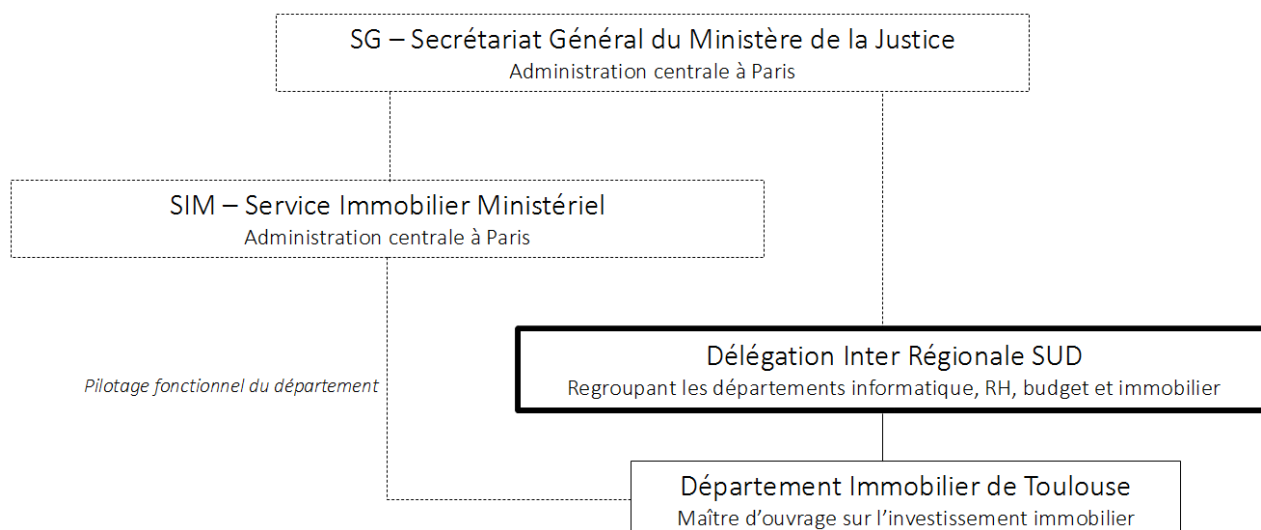 SG – Secrétariat Général du Ministère de la Justice
Administration centrale à Paris
SIM – Service Immobilier Ministériel
Administration centrale à Paris
Délégation Inter Régionale SUD
Regroupant les départements informatique, RH, budget et immobilier
Pilotage fonctionnel du département
Département Immobilier de Toulouse
Maître d’ouvrage sur l’investissement immobilier